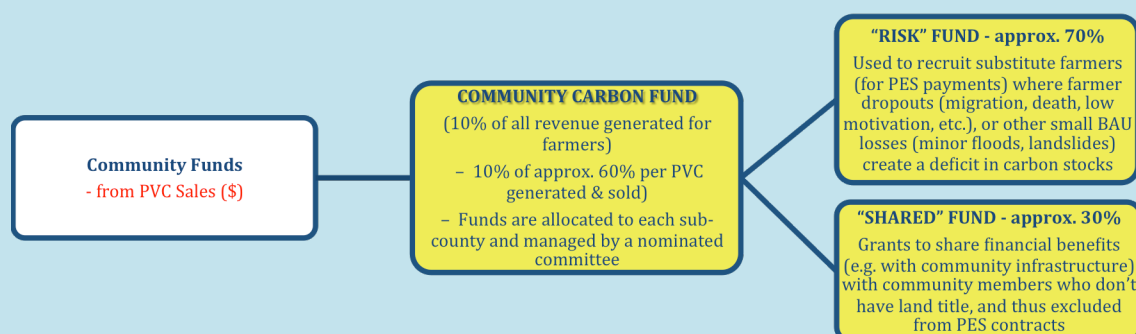 Community Funds
- from PVC Sales ($)
COMMUNITY CARBON FUND
(10% of all revenue generated for
farmers)
– 10% of approx. 60% per PVC
generated & sold)
– Funds are allocated to each sub-
county and managed by a nominated
committee
“RISK” FUND - approx. 70%
Used to recruit substitute farmers
(for PES payments) where farmer
dropouts (migration, death, low
motivation, etc.), or other small BAU
losses (minor floods, landslides)
create a deficit in carbon stocks
“SHARED” FUND - approx. 30%
Grants to share financial benefits
(e.g. with community infrastructure)
with community members who don’t
have land title, and thus excluded
from PES contracts